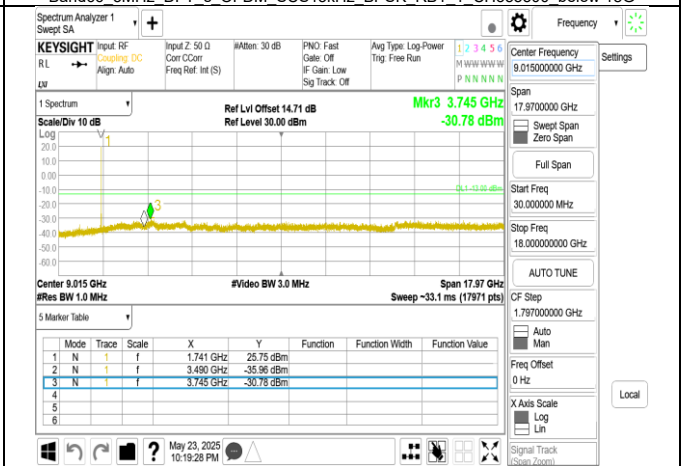 Spectrum Analyzer 1
Swept SA
+
Frequency
KEYSIGHT
RL
LXI
Input: RF
Coupling: DC
Align: Auto
Input Z: 50 Ω
Corr CCorr
Freq Ref: Int (S)
#Atten: 30 dB
PNO: Fast
Gate: Off
IF Gain: Low
Sig Track: Off
Avg Type: Log-Power
Trig: Free Run
1 2 3 4 5 6
M W W W W W
P N N N N N
Center Frequency
9.015000000 GHz
Settings
1 Spectrum
Scale/Div 10 dB
Ref Lvl Offset 14.71 dB
Ref Level 30.00 dBm
Mkr3 3.745 GHz
-30.78 dBm
Span
17.9700000 GHz
Swept Span
Zero Span
Full Span
Start Freq
30.000000 MHz
Stop Freq
18.000000000 GHz
AUTO TUNE
CF Step
1.797000000 GHz
Auto
Man
Freq Offset
0 Hz
X Axis Scale
Log
Lin
Signal Track
(Span Zoom)
Local
Log
20.0
10.0
0.00
-10.0
-20.0
-30.0
-40.0
-50.0
-60.0
1
3
DL1 -13.00 dBm
Center 9.015 GHz
#Res BW 1.0 MHz
#Video BW 3.0 MHz
Span 17.97 GHz
Sweep ~33.1 ms (17971 pts)
5 Marker Table
Mode Trace Scale X Y Function Function Width Function Value
1 N 1 f 1.741 GHz 25.75 dBm
2 N 1 f 3.490 GHz -35.96 dBm
3 N 1 f 3.745 GHz -30.78 dBm
4
5
6
?
May 23, 2025
10:19:28 PM